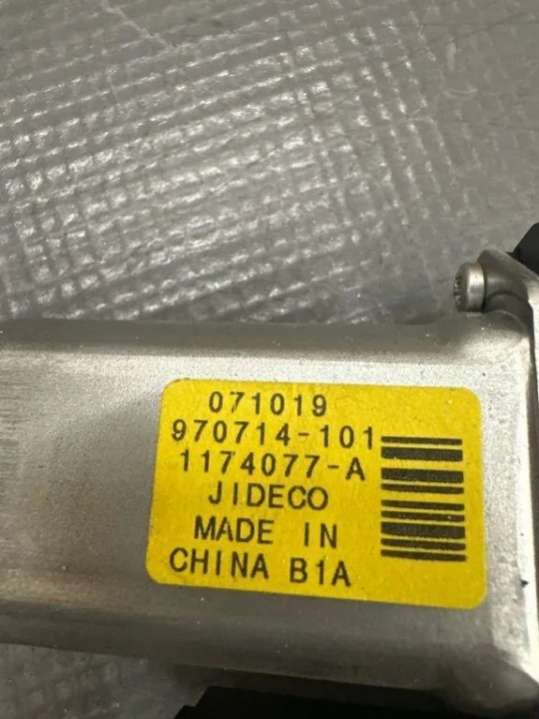 071019
970714-101
1174077-A
JIDECO
MADE IN
CHINA B1A